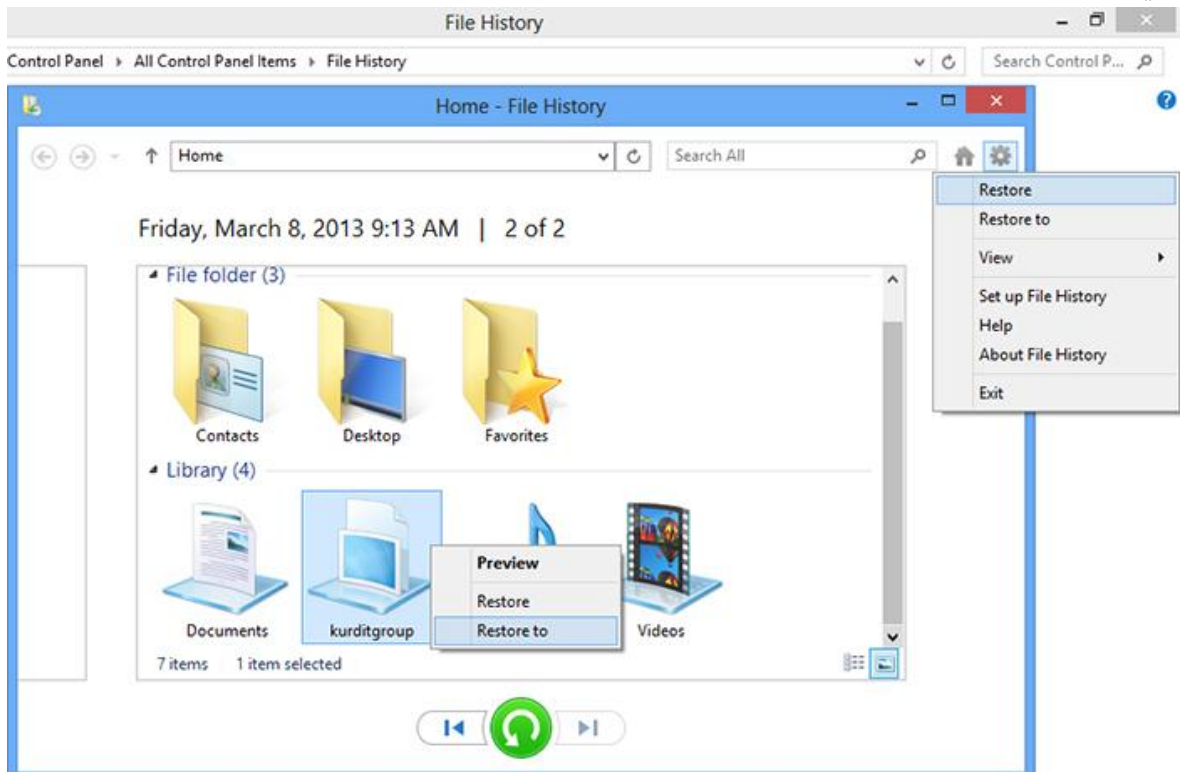 File History
Control Panel ▸ All Control Panel Items ▸ File History
Search Control P...
Home - File History
Home
Search All
Restore
Restore to
View
Set up File History
Help
About File History
Exit
Friday, March 8, 2013 9:13 AM | 2 of 2
File folder (3)
Contacts
Desktop
Favorites
Library (4)
Preview
Restore
Restore to
Documents
kurditgroup
Videos
7 items 1 item selected